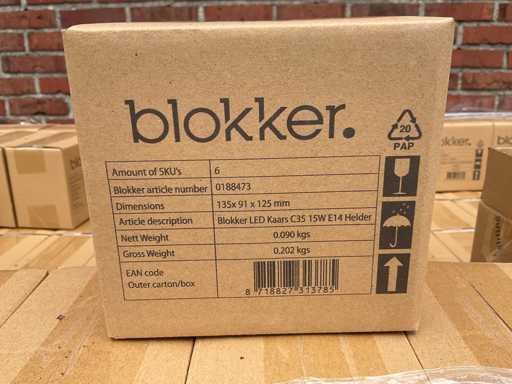 blokker.
20
PAP
Amount of SKU's 6
Blokker article number 0188473
Dimensions 135x 91 x 125 mm
Article description Blokker LED Kaars C35 15W E14 Helder
Nett Weight 0.090 kgs
Gross Weight 0.202 kgs
EAN code
Outer carton/box
8 718827 313785
blokker.